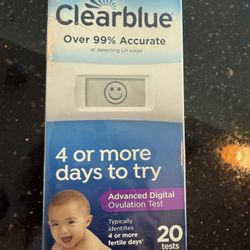 Clearblue®
Over 99% Accurate
at detecting LH surge
4 or more
days to try
Advanced Digital
Ovulation Test
Typically
identifies
4 or more
fertile days¹
20
tests